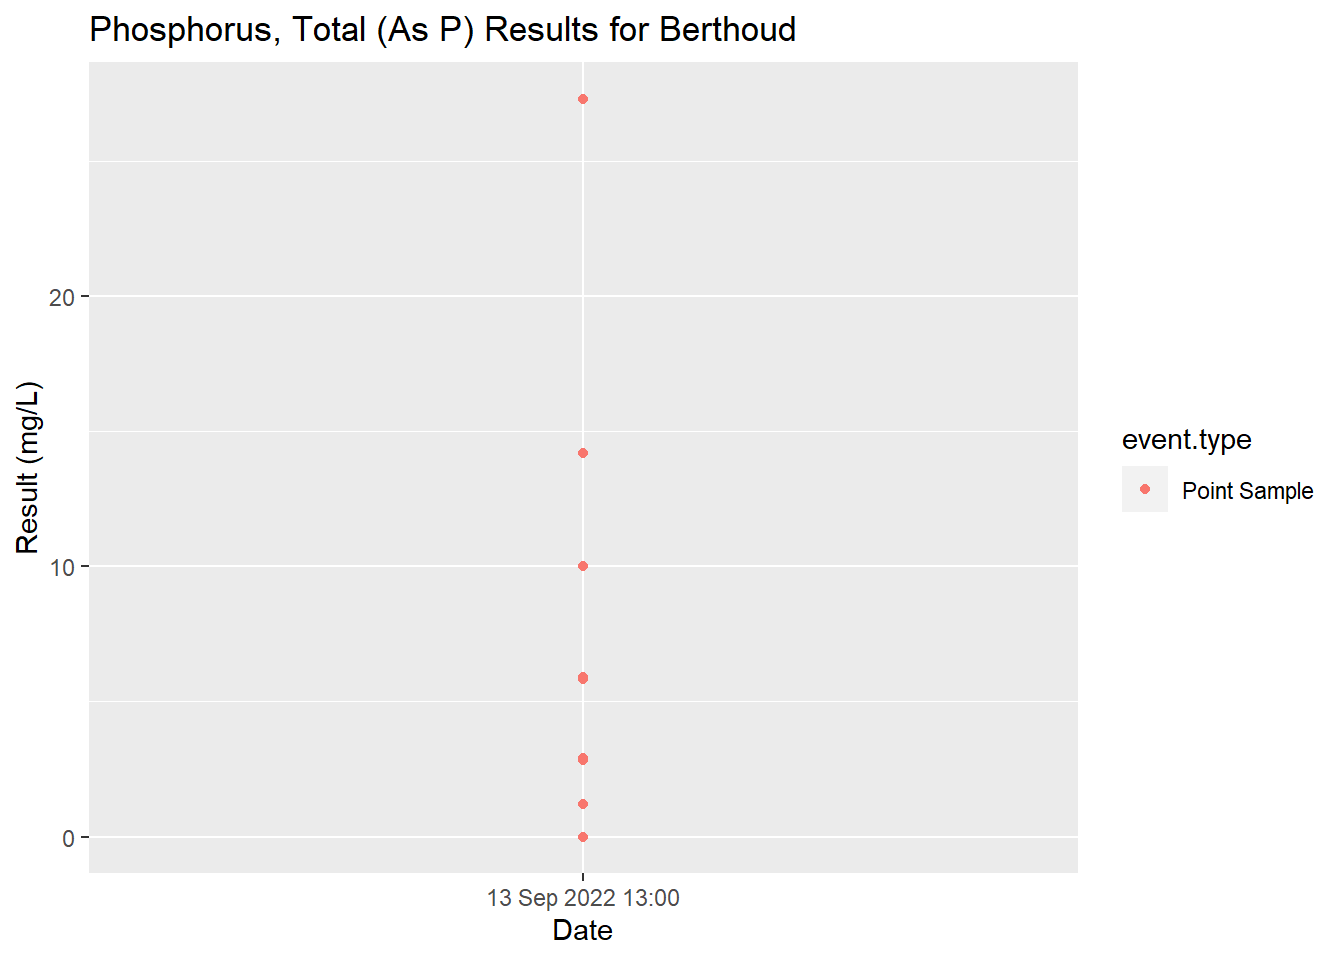 Phosphorus, Total (As P) Results for Berthoud
20
10
0
Result (mg/L)
13 Sep 2022 13:00
Date
event.type
Point Sample